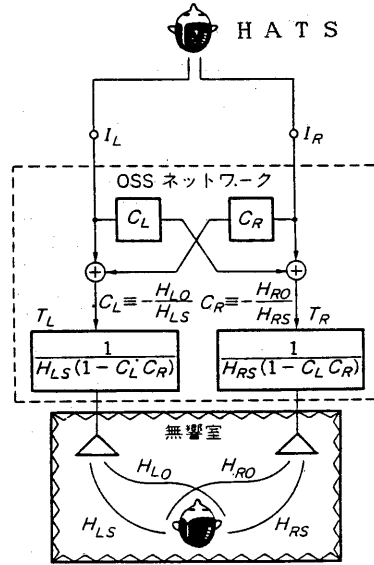 HATS
I_L
I_R
OSS ネットワーク
C_L
C_R
+
+
C_L≡-H_LO/H_LS C_R≡-H_RO/H_RS
T_L
T_R
1/H_LS(1-C_L C_R)
1/H_RS(1-C_L C_R)
無響室
H_LO
H_RO
H_LS
H_RS